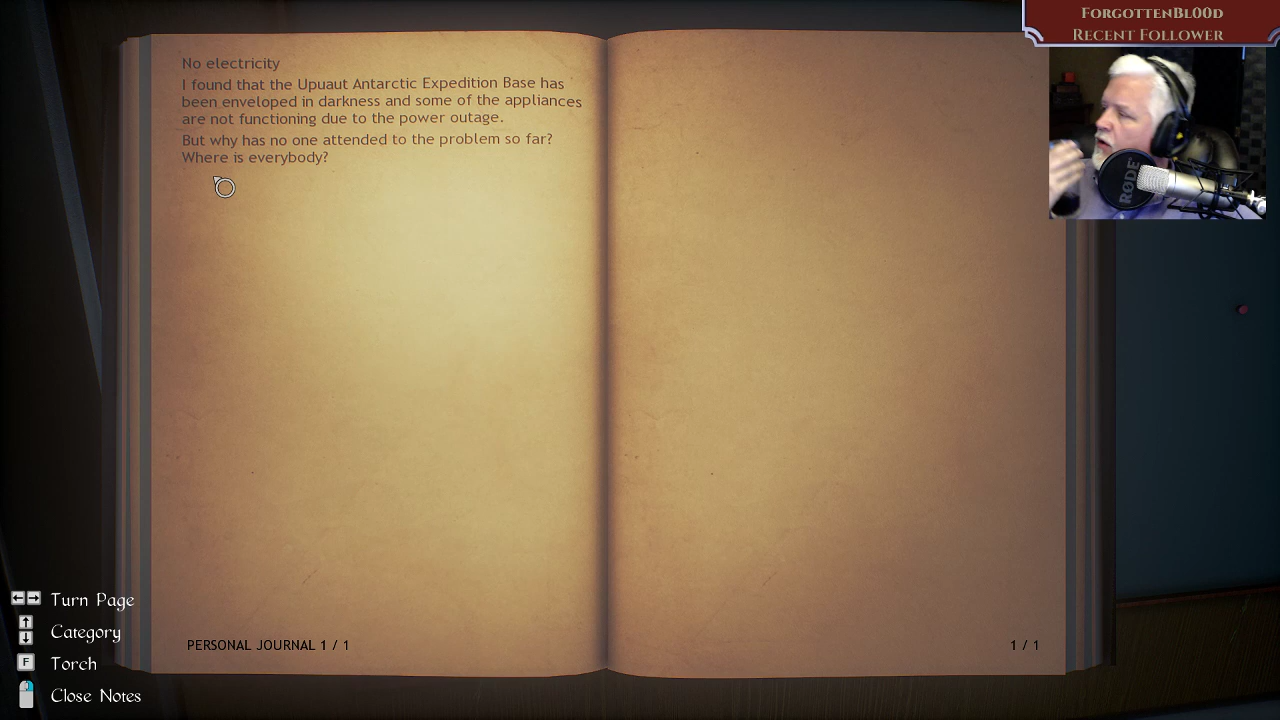 ForgottenBl00d
Recent Follower
No electricity
I found that the Upuaut Antarctic Expedition Base has
been enveloped in darkness and some of the appliances
are not functioning due to the power outage.
But why has no one attended to the problem so far?
Where is everybody?
RØDE
Turn Page
Category
F Torch
Close Notes
PERSONAL JOURNAL 1 / 1
1 / 1